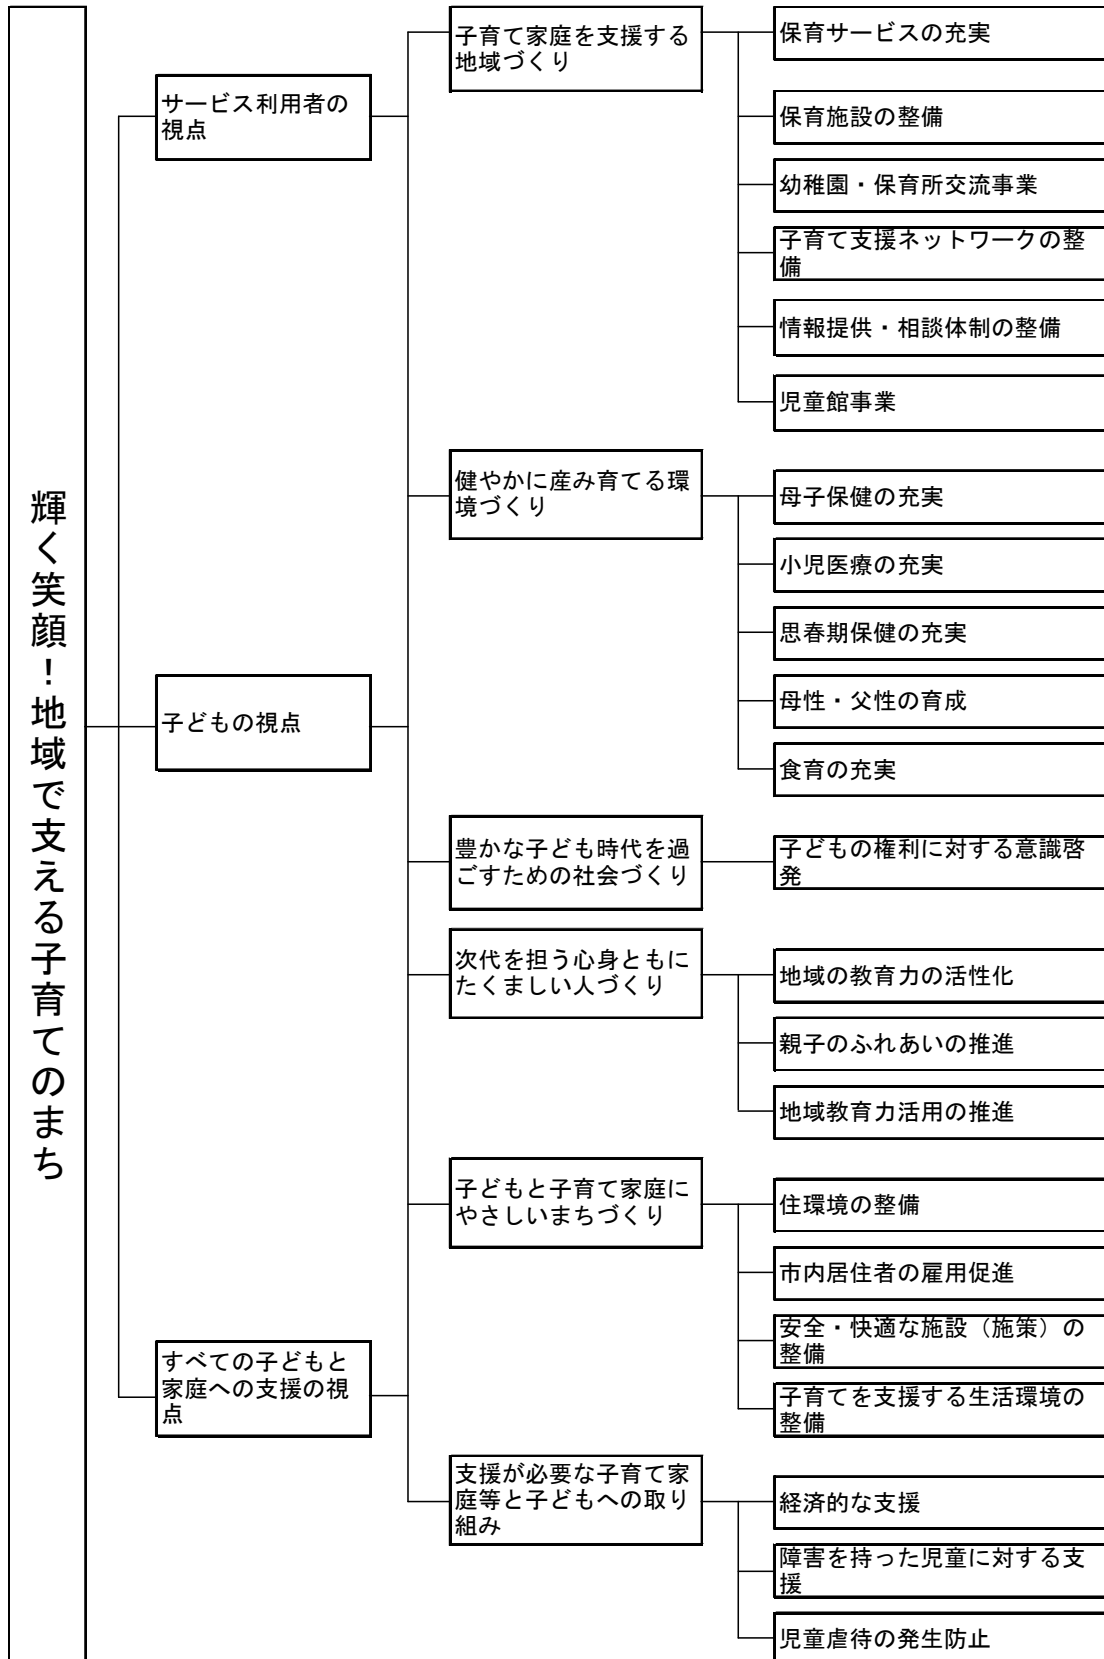 輝く笑顔！地域で支える子育てのまち
サービス利用者の
視点
子どもの視点
すべての子どもと
家庭への支援の視
点
子育て家庭を支援する
地域づくり
保育サービスの充実
保育施設の整備
幼稚園・保育所交流事業
子育て支援ネットワークの整
備
情報提供・相談体制の整備
児童館事業
健やかに産み育てる環
境づくり
母子保健の充実
小児医療の充実
思春期保健の充実
母性・父性の育成
食育の充実
豊かな子ども時代を過
ごすための社会づくり
子どもの権利に対する意識啓
発
次代を担う心身ともに
たくましい人づくり
地域の教育力の活性化
親子のふれあいの推進
地域教育力活用の推進
子どもと子育て家庭に
やさしいまちづくり
住環境の整備
市内居住者の雇用促進
安全・快適な施設（施策）の
整備
子育てを支援する生活環境の
整備
支援が必要な子育て家
庭等と子どもへの取り
組み
経済的な支援
障害を持った児童に対する支
援
児童虐待の発生防止